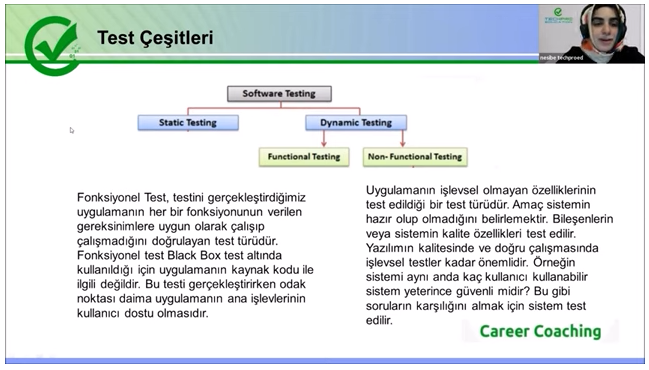 Test Çeşitleri
TECHPROED
nesibe techproed
Software Testing
Static Testing
Dynamic Testing
Functional Testing
Non- Functional Testing
Fonksiyonel Test, testini gerçekleştirdiğimiz
uygulamanın her bir fonksiyonunun verilen
gereksinimlere uygun olarak çalışıp
çalışmadığını doğrulayan test türüdür.
Fonksiyonel test Black Box test altında
kullanıldığı için uygulamanın kaynak kodu ile
ilgili değildir. Bu testi gerçekleştirirken odak
noktası daima uygulamanın ana işlevlerinin
kullanıcı dostu olmasıdır.
Uygulamanın işlevsel olmayan özelliklerinin
test edildiği bir test türüdür. Amaç sistemin
hazır olup olmadığını belirlemektir. Bileşenlerin
veya sistemin kalite özellikleri test edilir.
Yazılımın kalitesinde ve doğru çalışmasında
işlevsel testler kadar önemlidir. Örneğin
sistemi aynı anda kaç kullanıcı kullanabilir
sistem yeterince güvenli midir? Bu gibi
soruların karşılığını almak için sistem test
edilir.
Career Coaching